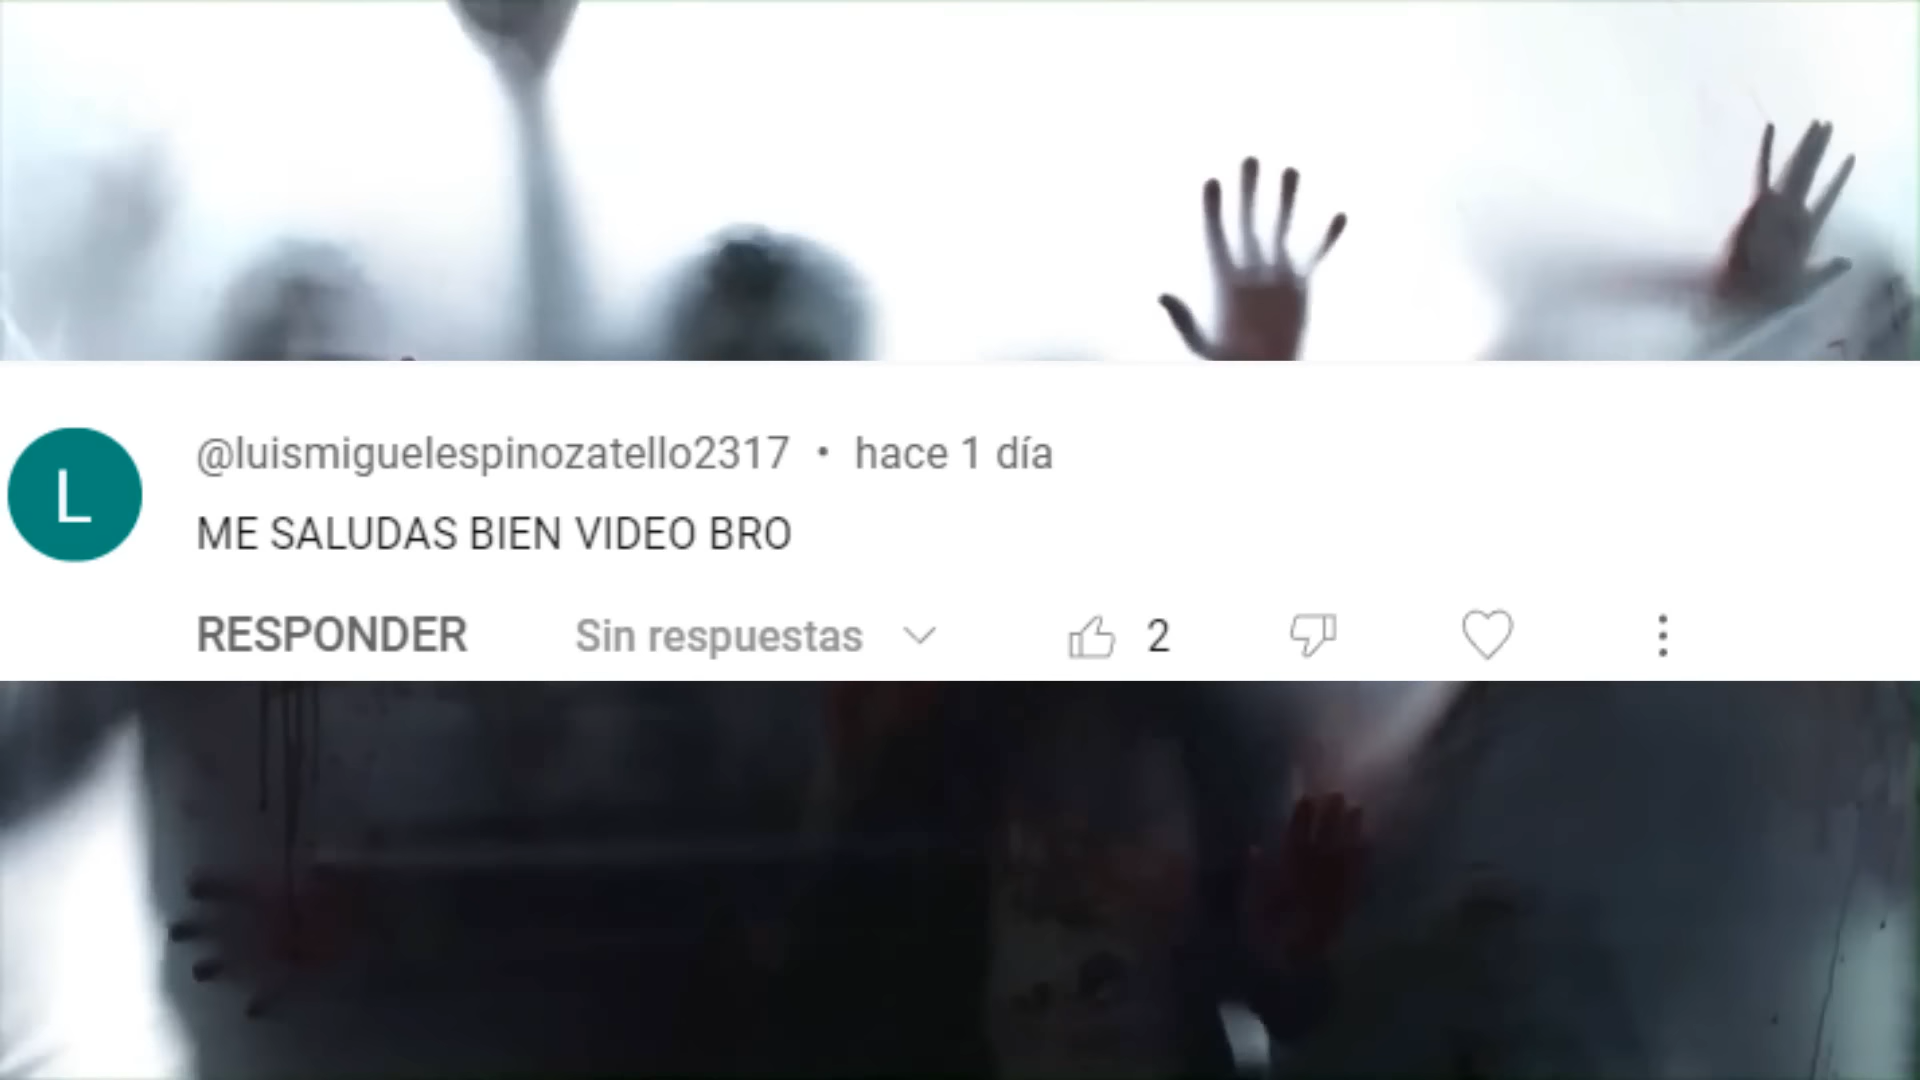 L
@luismiguelespinozatello2317 • hace 1 día
ME SALUDAS BIEN VIDEO BRO
RESPONDER Sin respuestas 2